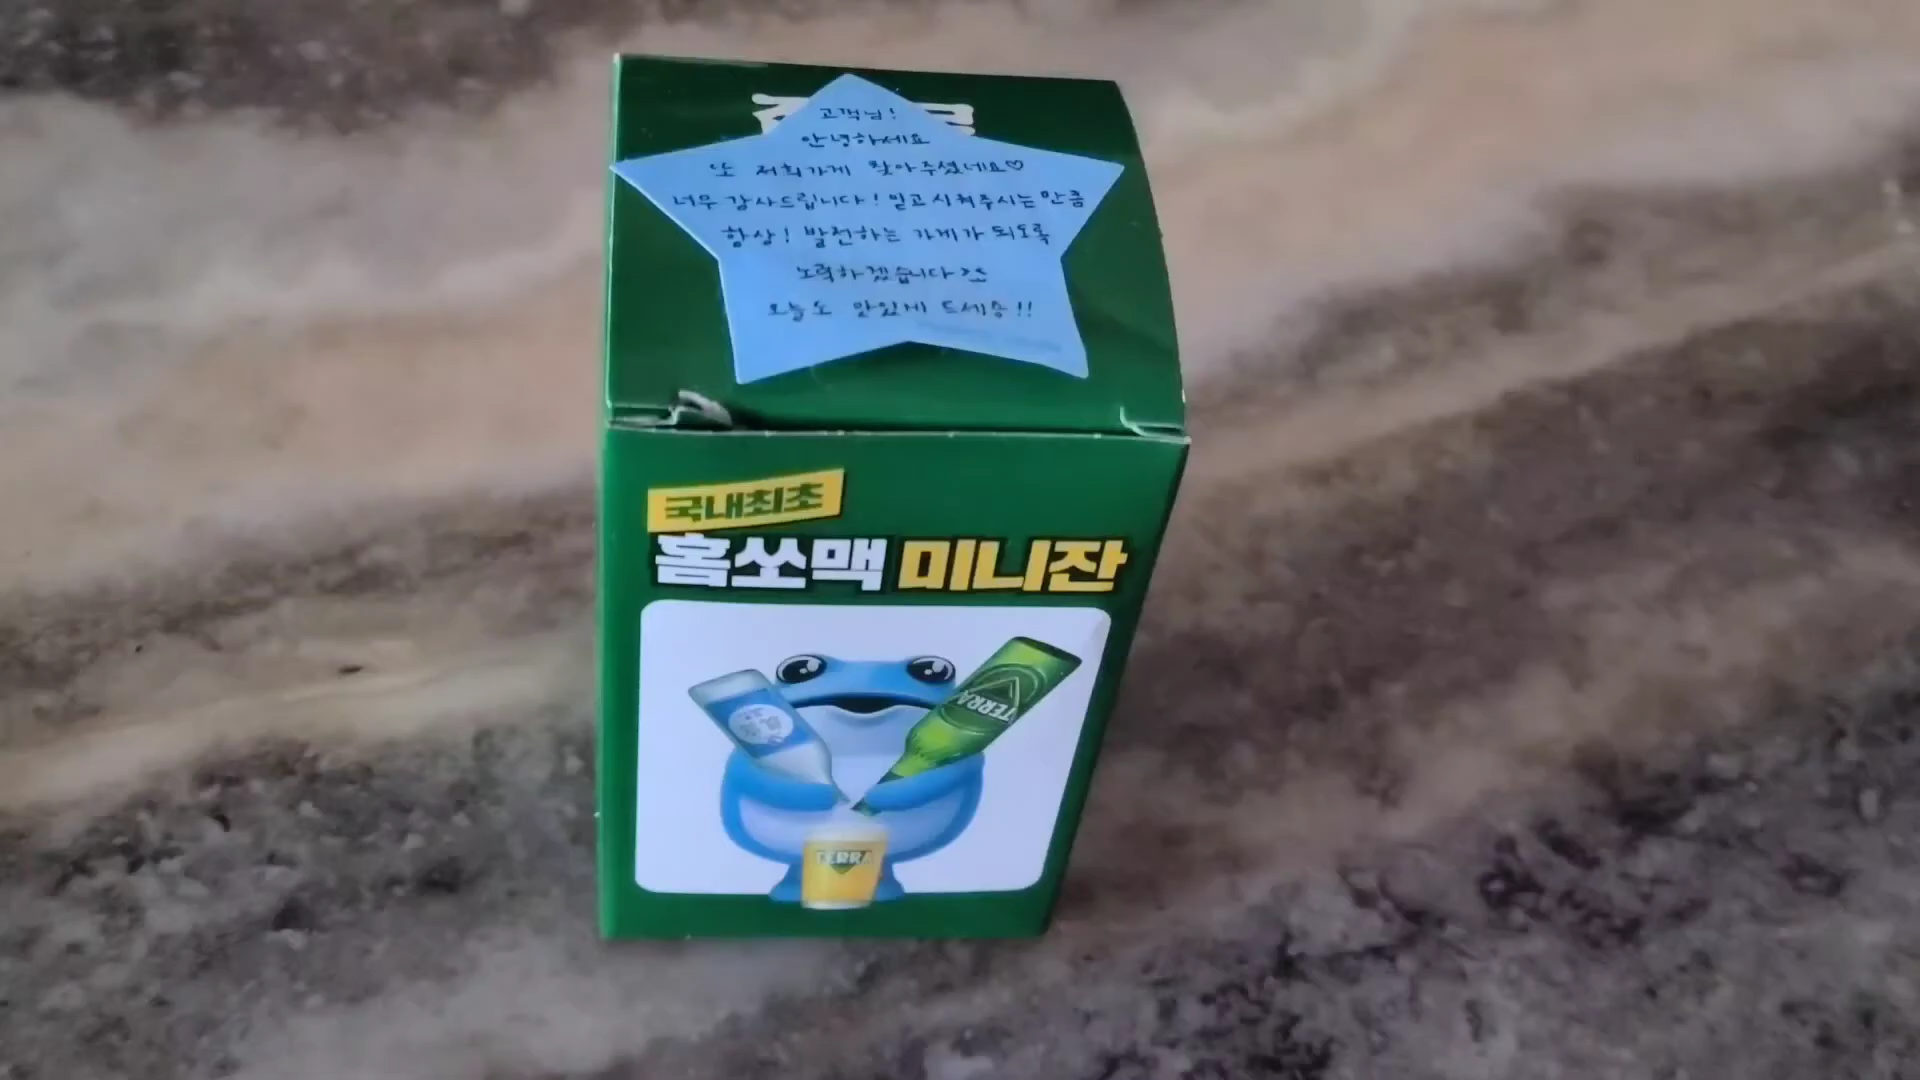 고객님!
안녕하세요
또 저희가게 찾아주셨네요♡
너무 감사드립니다! 믿고 시켜주시는 만큼
항상! 발전하는 가게가 되도록
노력하겠습니다
오늘도 맛있게 드세용!!
국내최초
홈쏘맥 미니잔
TERRA
TERRA